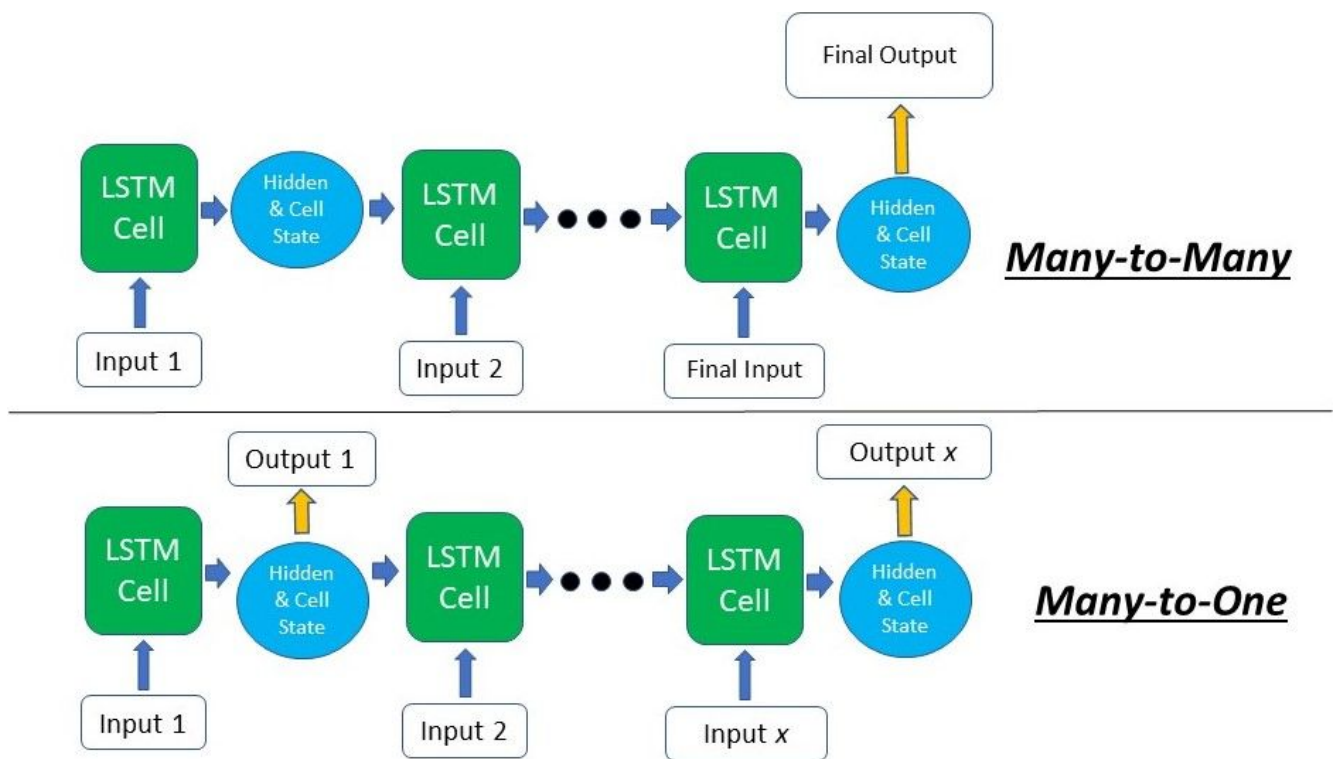 Final Output
LSTM
Cell
Hidden
& Cell
State
LSTM
Cell
LSTM
Cell
Hidden
& Cell
State
Many-to-Many
Input 1
Input 2
Final Input
Output 1
Output x
LSTM
Cell
Hidden
& Cell
State
LSTM
Cell
LSTM
Cell
Hidden
& Cell
State
Many-to-One
Input 1
Input 2
Input x